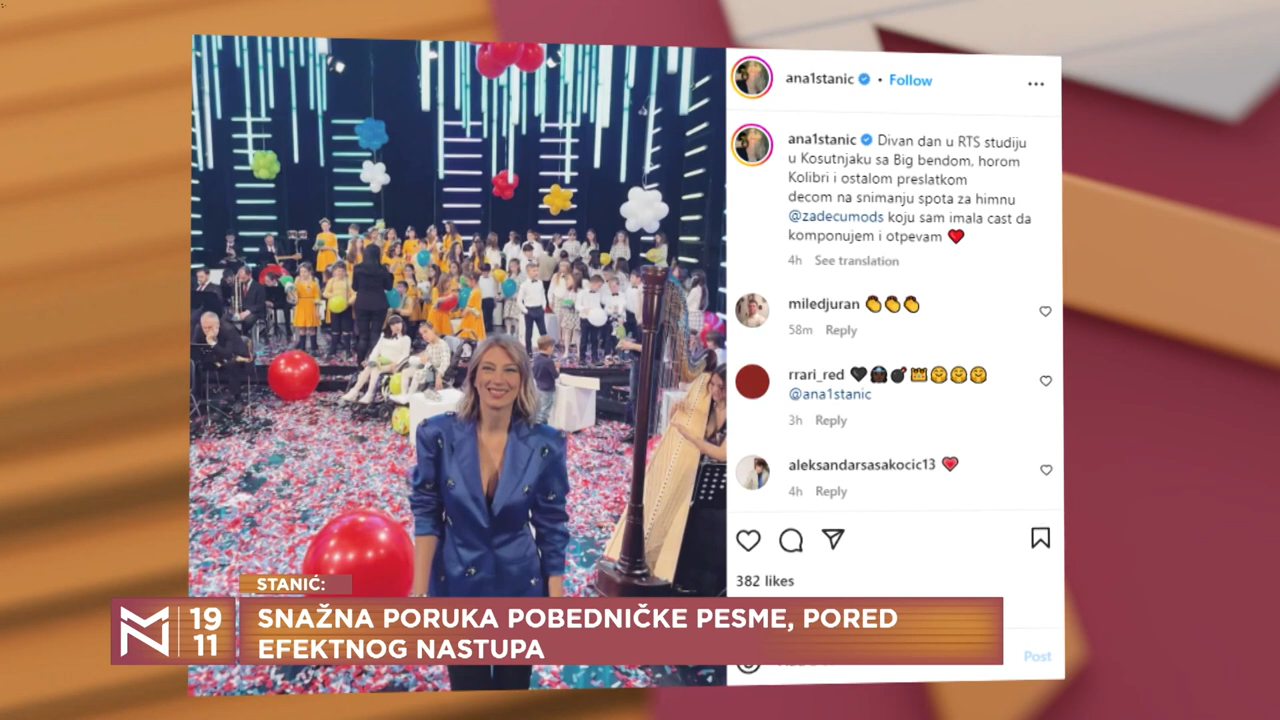 ana1stanic • Follow
ana1stanic Divan dan u RTS studiju
u Kosutnjaku sa Big bendom, horom
Kolibri i ostalom preslatkom
decom na snimanju spota za himnu
@zadecumods koju sam imala cast da
komponujem i otpevam ❤️
4h See translation
miledjuran 👏👏👏
58m Reply
rrari_red
@ana1stanic
3h Reply
aleksandarsasakocic13 💗
4h Reply
382 likes
Post
STANIĆ:
19
11
SNAŽNA PORUKA POBEDNIČKE PESME, PORED
EFEKTNOG NASTUPA